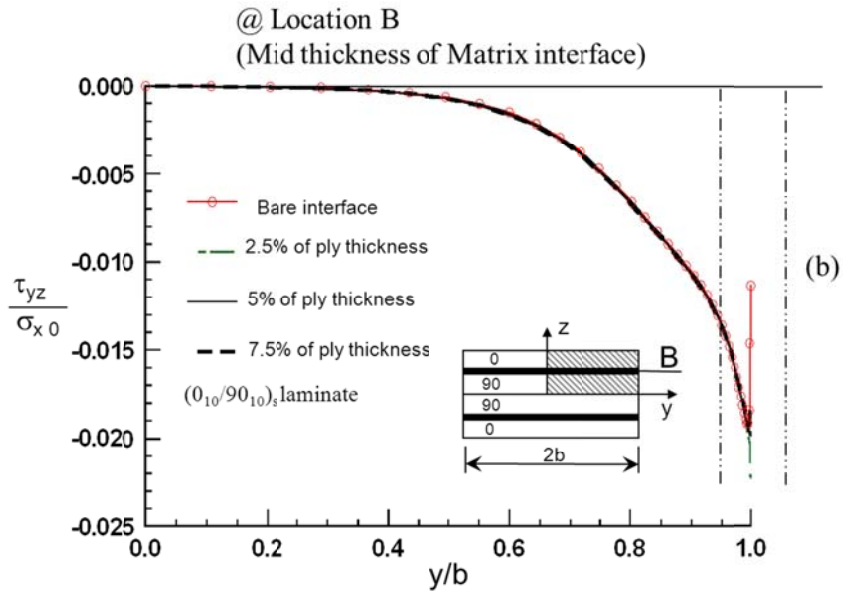 @ Location B
(Mid thickness of Matrix interface)
0.000
-0.005
-0.010
-0.015
-0.020
-0.025
τyz
σx 0
Bare interface
2.5% of ply thickness
5% of ply thickness
7.5% of ply thickness
(0₁₀/90₁₀)ₛ laminate
(b)
z
0
B
90
90
y
0
2b
0.0
0.2
0.4
0.6
0.8
1.0
y/b